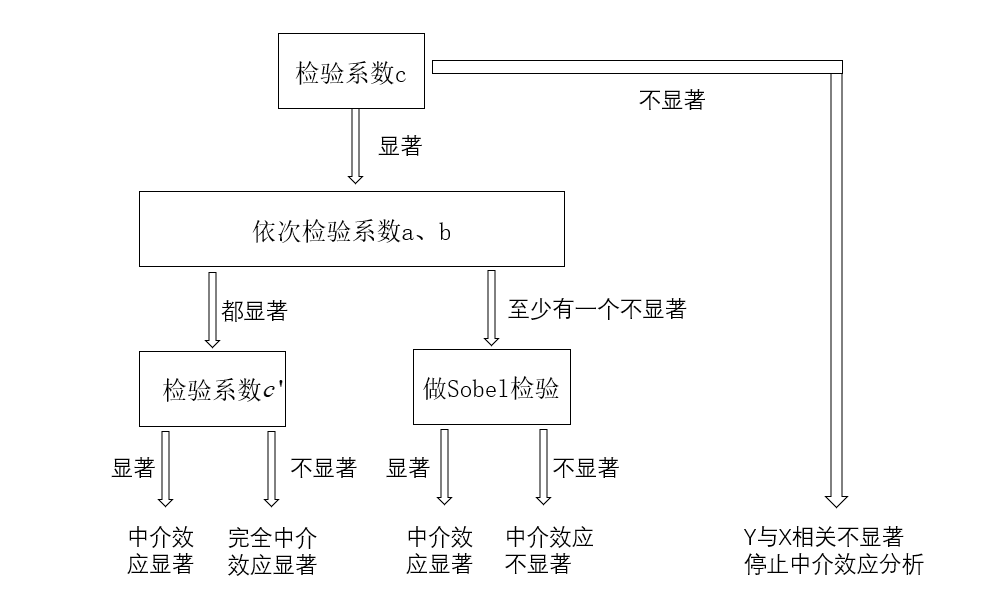 检验系数c
不显著
显著
依次检验系数a、b
都显著
至少有一个不显著
检验系数c'
做Sobel检验
显著
不显著
显著
不显著
中介效
应显著
完全中介
效应显著
中介效
应显著
中介效应
不显著
Y与X相关不显著
停止中介效应分析